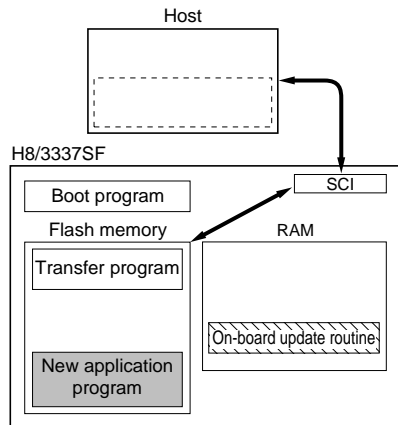 Host
H8/3337SF
SCI
Boot program
Flash memory
RAM
Transfer program
On-board update routine
New application
program